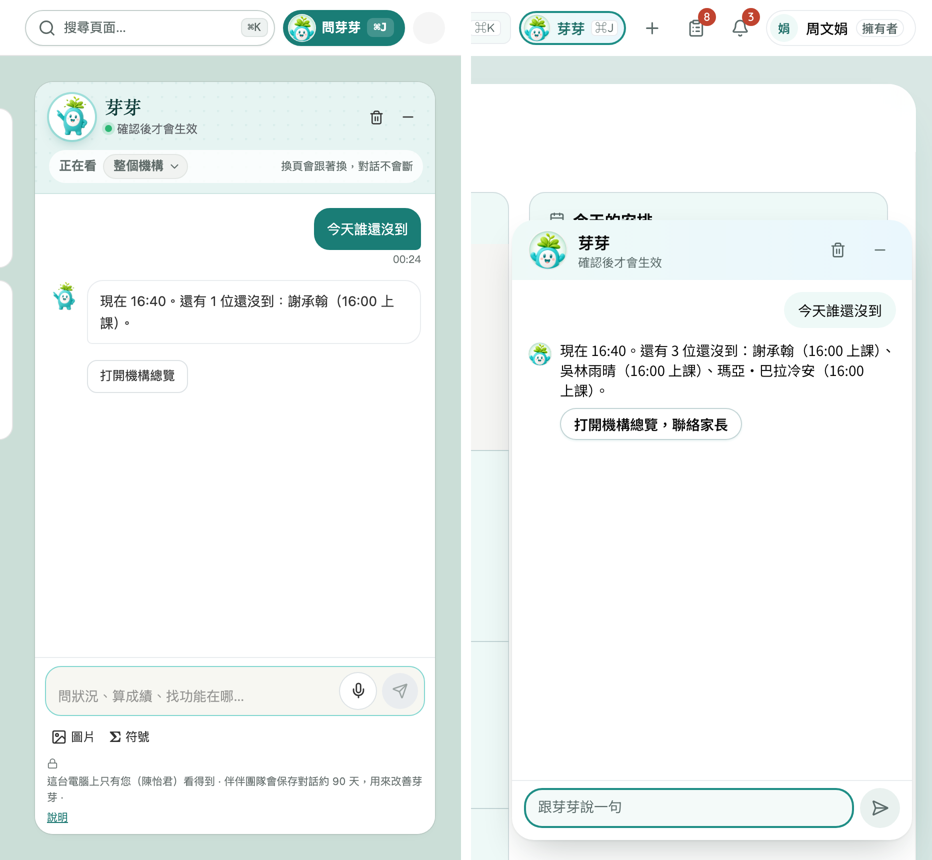 搜尋頁面...
⌘K
問芽芽
⌘J
芽芽
確認後才會生效
正在看
整個機構
換頁會跟著換，對話不會斷
今天誰還沒到
00:24
現在 16:40。還有 1 位還沒到：謝承翰（16:00 上
課）。
打開機構總覽
問狀況、算成績、找功能在哪...
圖片
符號
這台電腦上只有您（陳怡君）看得到 · 伴伴團隊會保存對話約 90 天，用來改善芽
芽 ·
說明
⌘K
芽芽
⌘J
8
3
娟
周文娟
擁有者
今天的安排
芽芽
確認後才會生效
今天誰還沒到
現在 16:40。還有 3 位還沒到：謝承翰（16:00 上課）、
吳林雨晴（16:00 上課）、瑪亞・巴拉冷安（16:00
上課）。
打開機構總覽，聯絡家長
跟芽芽說一句